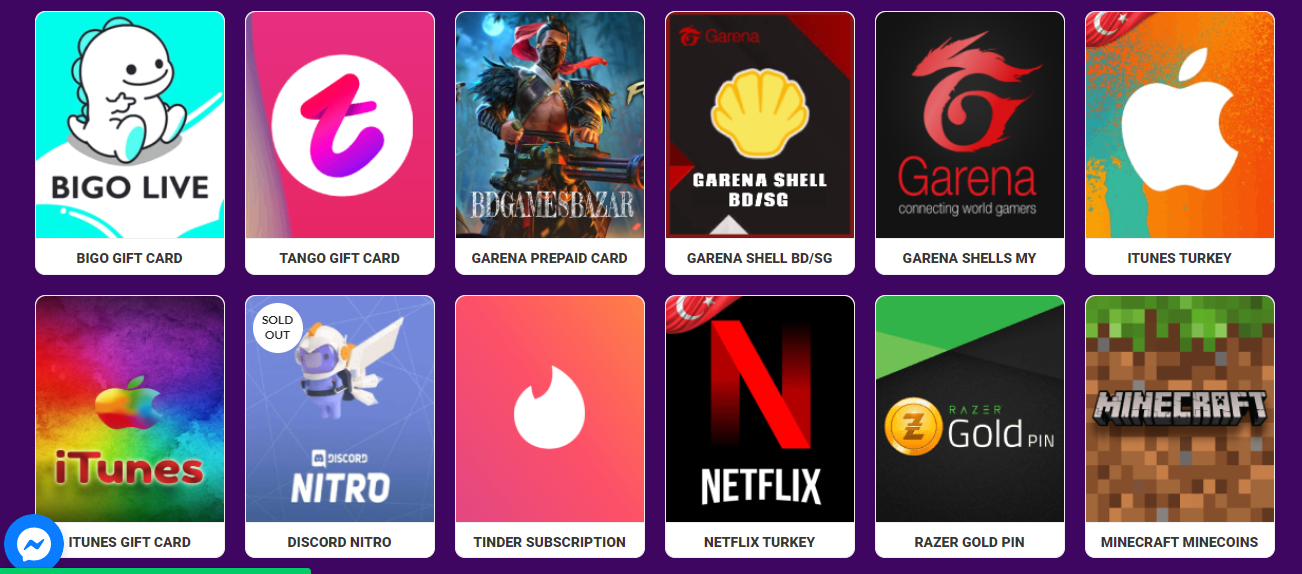 BIGO LIVE
BIGO GIFT CARD
t
TANGO GIFT CARD
BDGAMESBAZAR
GARENA PREPAID CARD
Garena
GARENA SHELL
BD/SG
GARENA SHELL BD/SG
Garena
connecting world gamers
GARENA SHELLS MY
ITUNES TURKEY
iTunes
ITUNES GIFT CARD
SOLD
OUT
DISCORD
NITRO
DISCORD NITRO
TINDER SUBSCRIPTION
N
NETFLIX
NETFLIX TURKEY
RAZER
Gold PIN
RAZER GOLD PIN
MINECRAFT
MINECRAFT MINECOINS